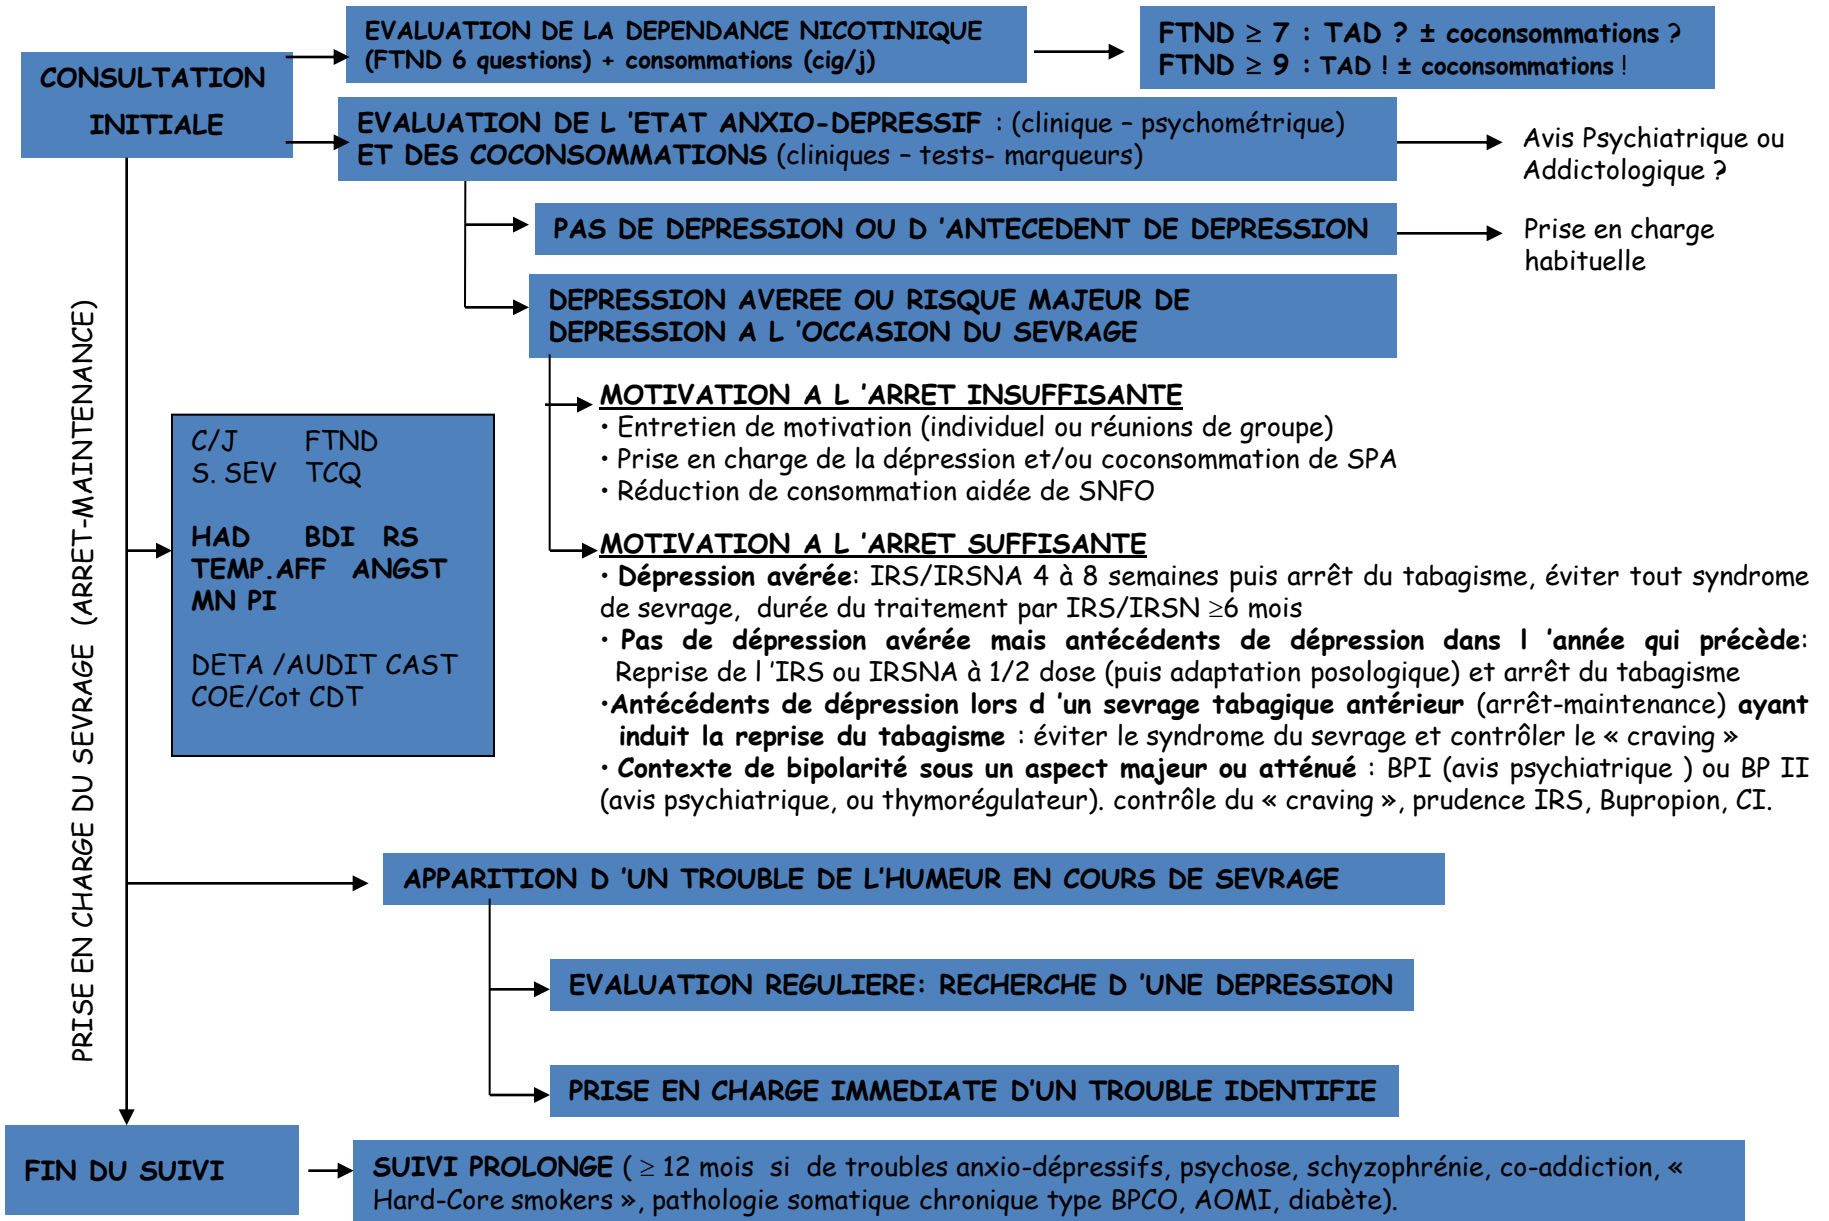 CONSULTATION
INITIALE
EVALUATION DE LA DEPENDANCE NICOTINIQUE
(FTND 6 questions) + consommations (cig/j)
FTND ≥ 7 : TAD ? ± coconsommations ?
FTND ≥ 9 : TAD ! ± coconsommations !
EVALUATION DE L 'ETAT ANXIO-DEPRESSIF : (clinique – psychométrique)
ET DES COCONSOMMATIONS (cliniques – tests- marqueurs)
Avis Psychiatrique ou
Addictologique ?
PAS DE DEPRESSION OU D 'ANTECEDENT DE DEPRESSION
Prise en charge
habituelle
DEPRESSION AVEREE OU RISQUE MAJEUR DE
DEPRESSION A L 'OCCASION DU SEVRAGE
PRISE EN CHARGE DU SEVRAGE (ARRET-MAINTENANCE)
C/J FTND
S. SEV TCQ
HAD BDI RS
TEMP.AFF ANGST
MN PI
DETA /AUDIT CAST
COE/Cot CDT
MOTIVATION A L 'ARRET INSUFFISANTE
• Entretien de motivation (individuel ou réunions de groupe)
• Prise en charge de la dépression et/ou coconsommation de SPA
• Réduction de consommation aidée de SNFO
MOTIVATION A L 'ARRET SUFFISANTE
• Dépression avérée: IRS/IRSNA 4 à 8 semaines puis arrêt du tabagisme, éviter tout syndrome
de sevrage, durée du traitement par IRS/IRSN ≥6 mois
• Pas de dépression avérée mais antécédents de dépression dans l 'année qui précède:
Reprise de l 'IRS ou IRSNA à 1/2 dose (puis adaptation posologique) et arrêt du tabagisme
•Antécédents de dépression lors d 'un sevrage tabagique antérieur (arrêt-maintenance) ayant
induit la reprise du tabagisme : éviter le syndrome du sevrage et contrôler le « craving »
• Contexte de bipolarité sous un aspect majeur ou atténué : BPI (avis psychiatrique ) ou BP II
(avis psychiatrique, ou thymorégulateur). contrôle du « craving », prudence IRS, Bupropion, CI.
APPARITION D 'UN TROUBLE DE L'HUMEUR EN COURS DE SEVRAGE
EVALUATION REGULIERE: RECHERCHE D 'UNE DEPRESSION
PRISE EN CHARGE IMMEDIATE D'UN TROUBLE IDENTIFIE
FIN DU SUIVI
SUIVI PROLONGE ( ≥ 12 mois si de troubles anxio-dépressifs, psychose, schyzophrénie, co-addiction, «
Hard-Core smokers », pathologie somatique chronique type BPCO, AOMI, diabète).